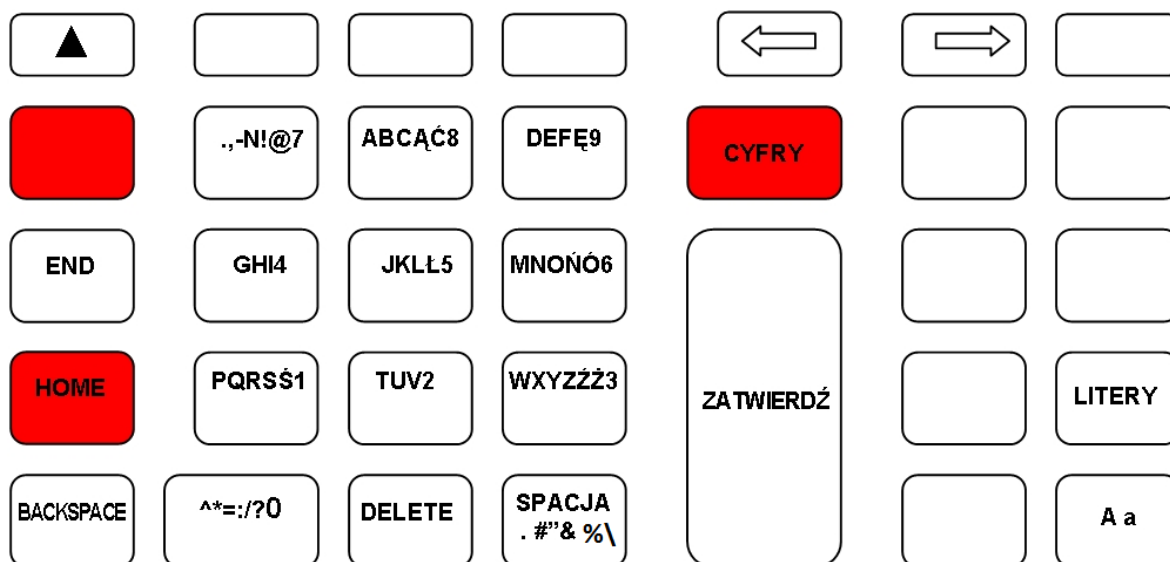 ▲
.,-N!@7 ABCĄĆ8 DEFĘ9 CYFRY
END GHI4 JKLŁ5 MNOŃÓ6
HOME PQRSŚ1 TUV2 WXYZŹŻ3 ZATWIERDŹ LITERY
BACKSPACE ^*=:/?0 DELETE SPACJA A a
. #”& %\